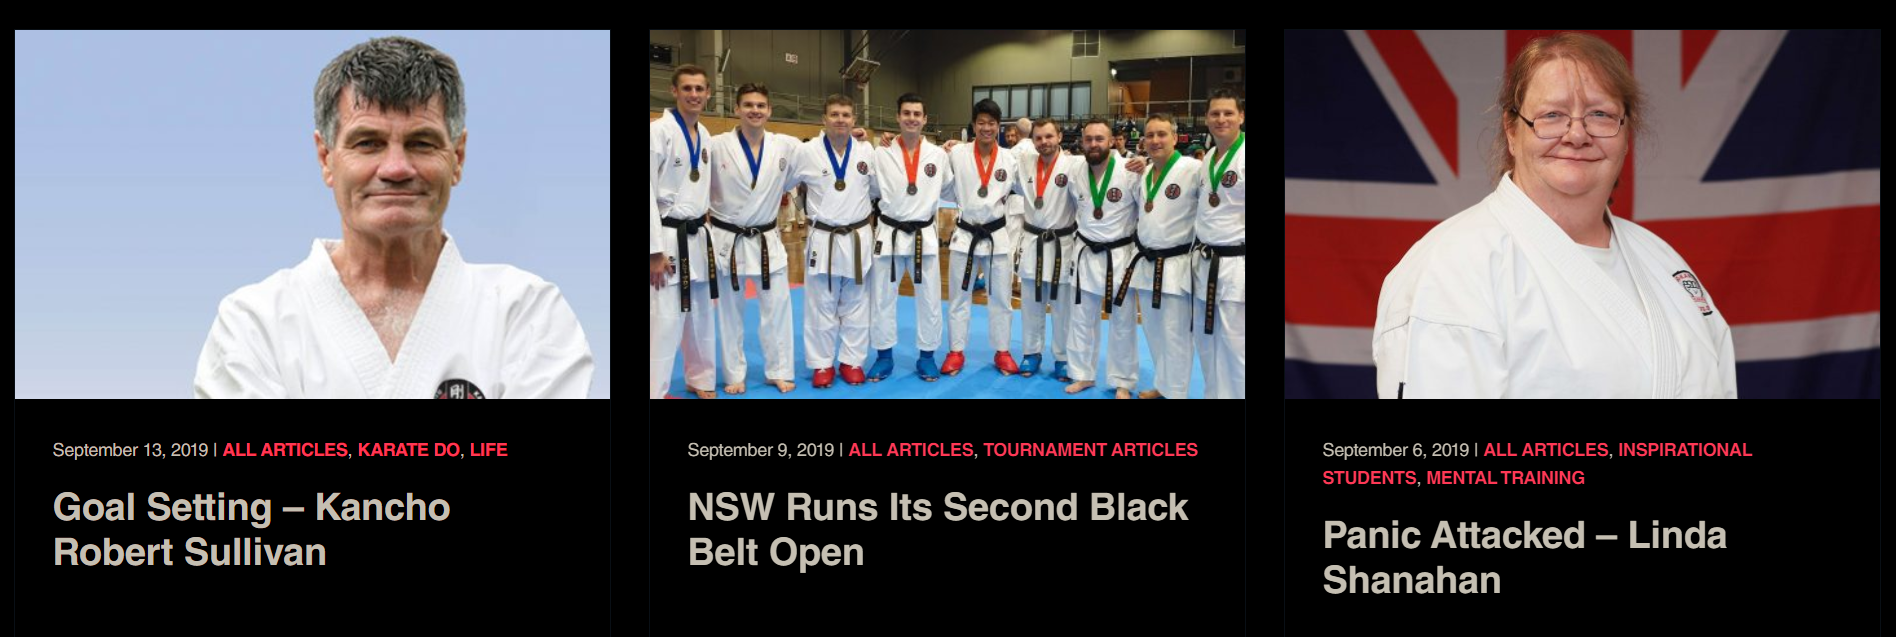 September 13, 2019 | ALL ARTICLES, KARATE DO, LIFE
Goal Setting – Kancho
Robert Sullivan
September 9, 2019 | ALL ARTICLES, TOURNAMENT ARTICLES
NSW Runs Its Second Black
Belt Open
September 6, 2019 | ALL ARTICLES, INSPIRATIONAL
STUDENTS, MENTAL TRAINING
Panic Attacked – Linda
Shanahan